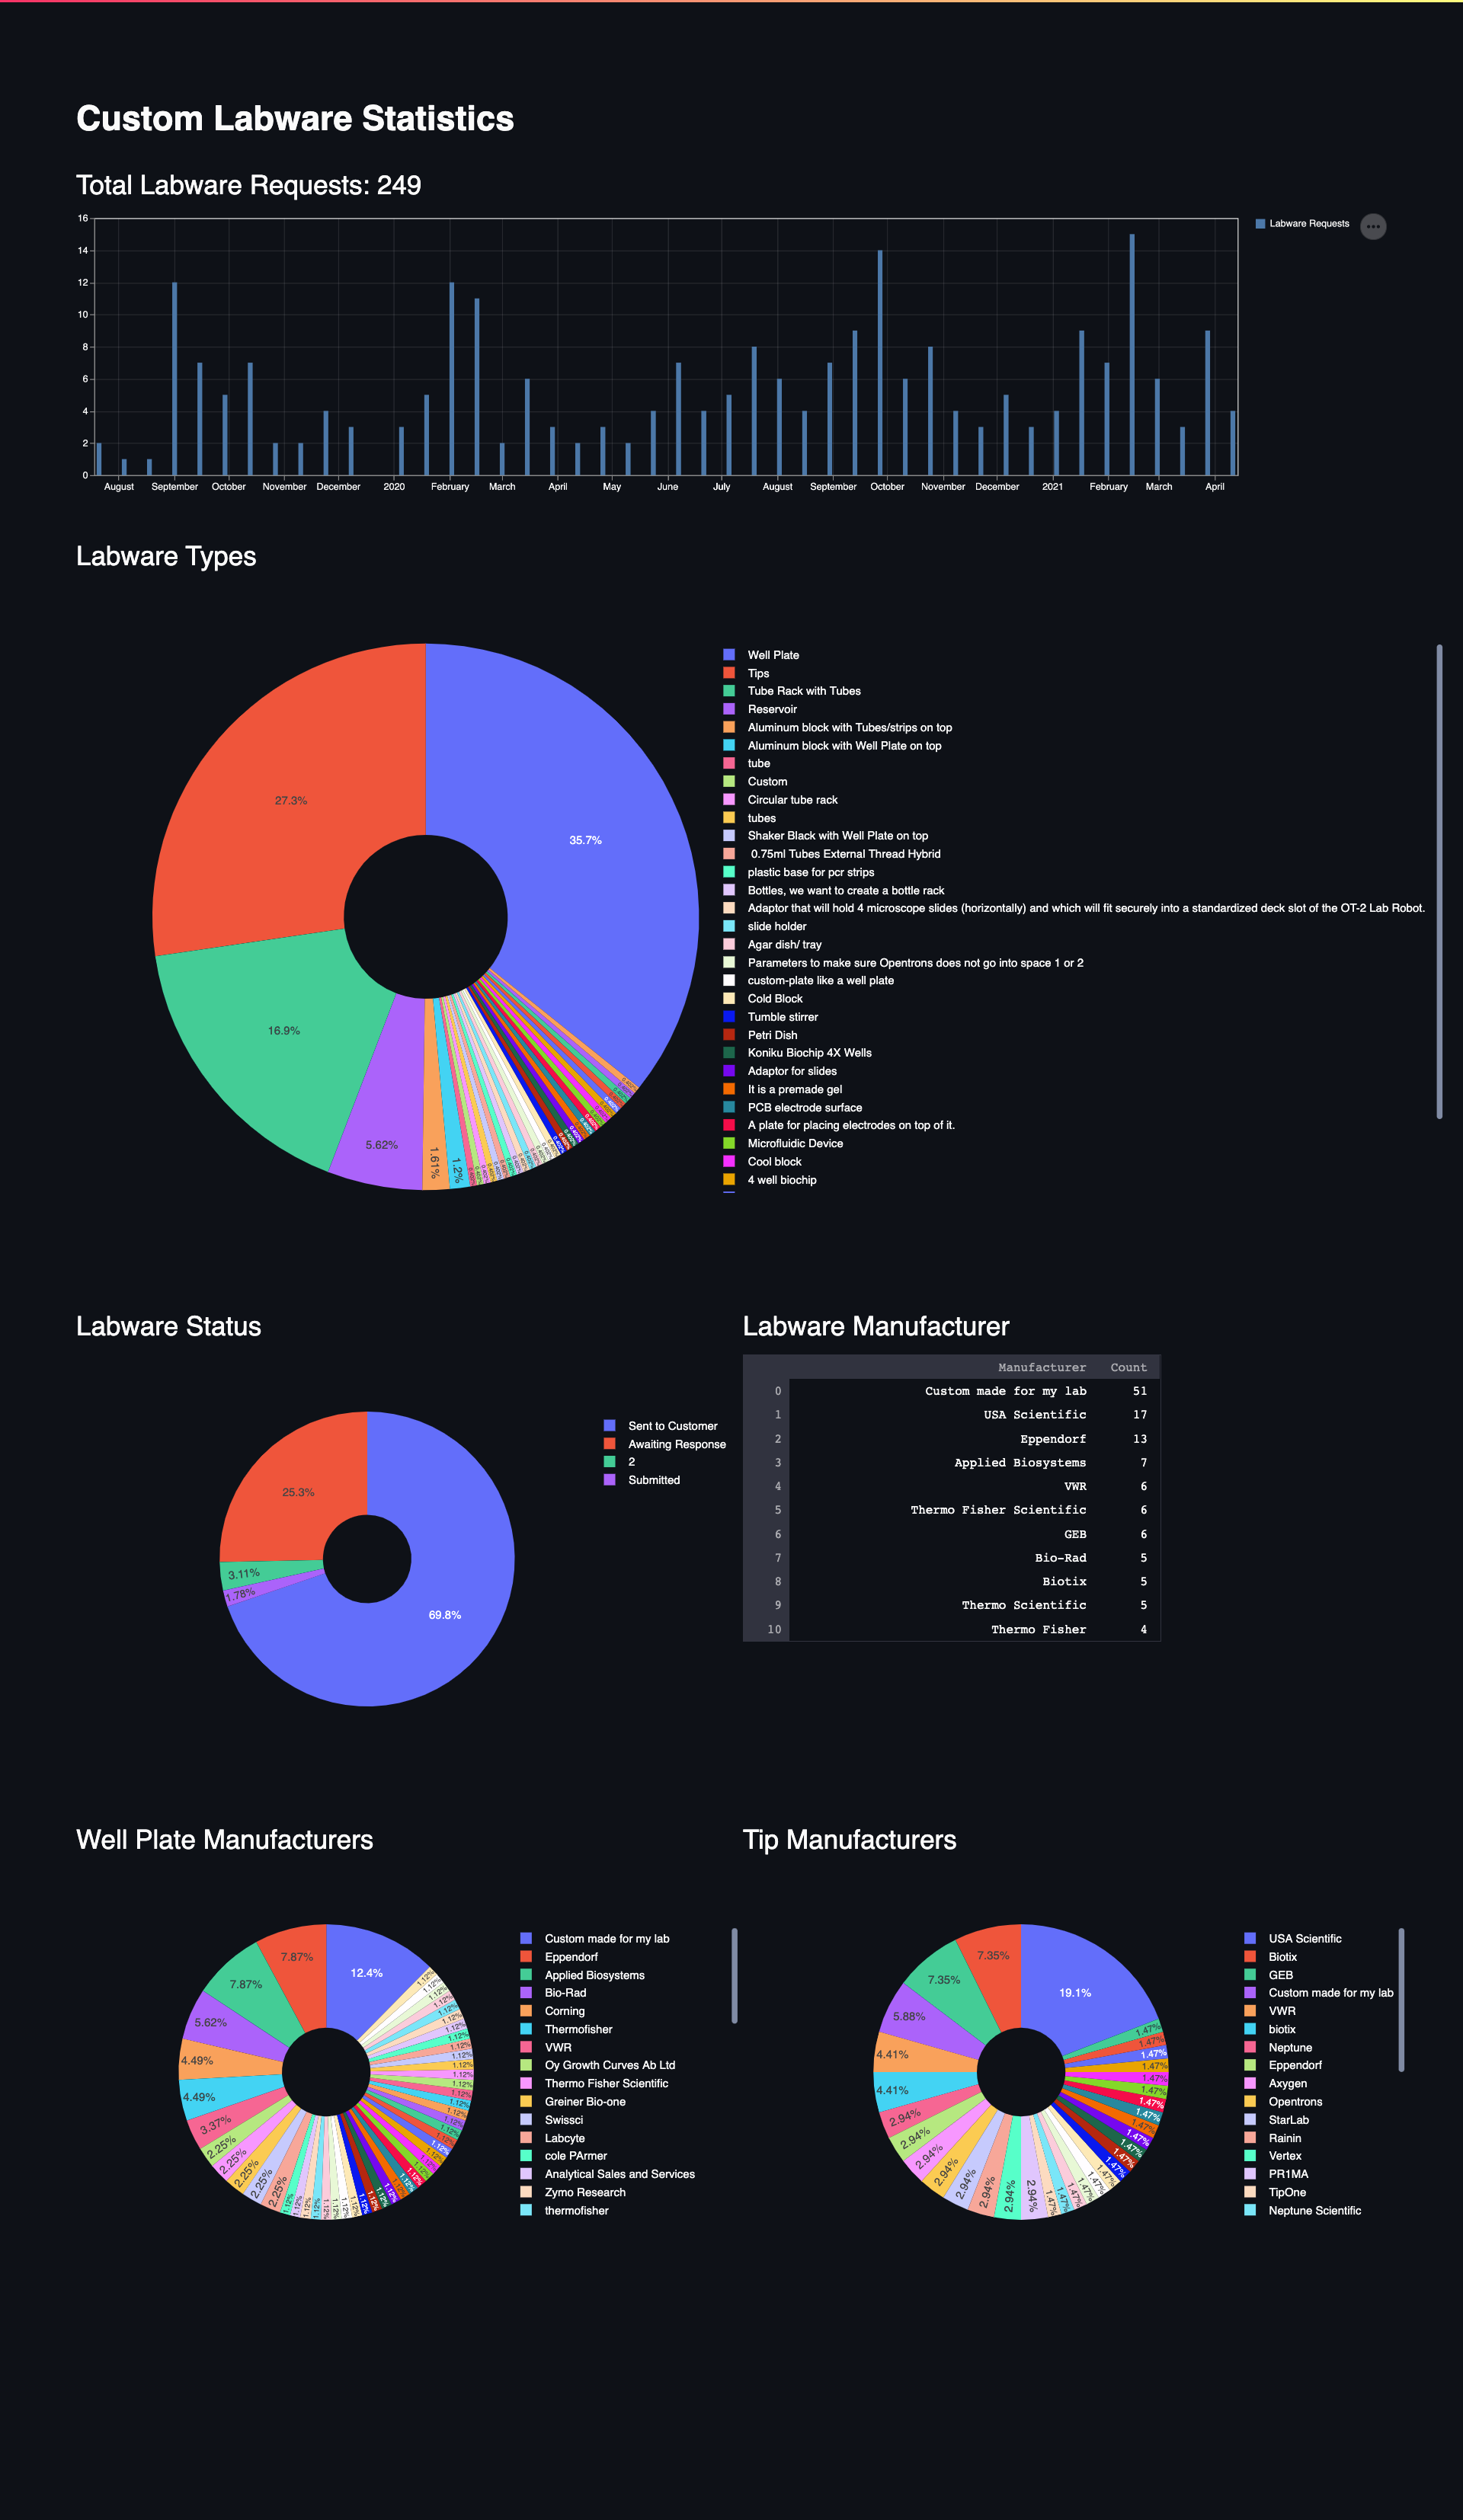 Custom Labware Statistics
Total Labware Requests: 249
16
14
12
10
8
6
4
2
0
August September October November December 2020 February March April May June July August September October November December 2021 February March April
Labware Requests
Labware Types
35.7%
27.3%
16.9%
5.62%
1.61%
1.2%
Well Plate
Tips
Tube Rack with Tubes
Reservoir
Aluminum block with Tubes/strips on top
Aluminum block with Well Plate on top
tube
Custom
Circular tube rack
tubes
Shaker Black with Well Plate on top
0.75ml Tubes External Thread Hybrid
plastic base for pcr strips
Bottles, we want to create a bottle rack
Adaptor that will hold 4 microscope slides (horizontally) and which will fit securely into a standardized deck slot of the OT-2 Lab Robot.
slide holder
Agar dish/ tray
Parameters to make sure Opentrons does not go into space 1 or 2
custom-plate like a well plate
Cold Block
Tumble stirrer
Petri Dish
Koniku Biochip 4X Wells
Adaptor for slides
It is a premade gel
PCB electrode surface
A plate for placing electrodes on top of it.
Microfluidic Device
Cool block
4 well biochip
Labware Status
25.3%
3.11%
1.78%
69.8%
Sent to Customer
Awaiting Response
2
Submitted
Labware Manufacturer
Manufacturer Count
0 Custom made for my lab 51
1 USA Scientific 17
2 Eppendorf 13
3 Applied Biosystems 7
4 VWR 6
5 Thermo Fisher Scientific 6
6 GEB 6
7 Bio-Rad 5
8 Biotix 5
9 Thermo Scientific 5
10 Thermo Fisher 4
Well Plate Manufacturers
12.4%
7.87%
7.87%
5.62%
4.49%
4.49%
3.37%
2.25%
2.25%
2.25%
2.25%
2.25%
1.12%
Custom made for my lab
Eppendorf
Applied Biosystems
Bio-Rad
Corning
Thermofisher
VWR
Oy Growth Curves Ab Ltd
Thermo Fisher Scientific
Greiner Bio-one
Swissci
Labcyte
cole PArmer
Analytical Sales and Services
Zymo Research
thermofisher
Tip Manufacturers
19.1%
7.35%
7.35%
5.88%
4.41%
4.41%
2.94%
2.94%
2.94%
2.94%
2.94%
2.94%
2.94%
2.94%
1.47%
USA Scientific
Biotix
GEB
Custom made for my lab
VWR
biotix
Neptune
Eppendorf
Axygen
Opentrons
StarLab
Rainin
Vertex
PR1MA
TipOne
Neptune Scientific